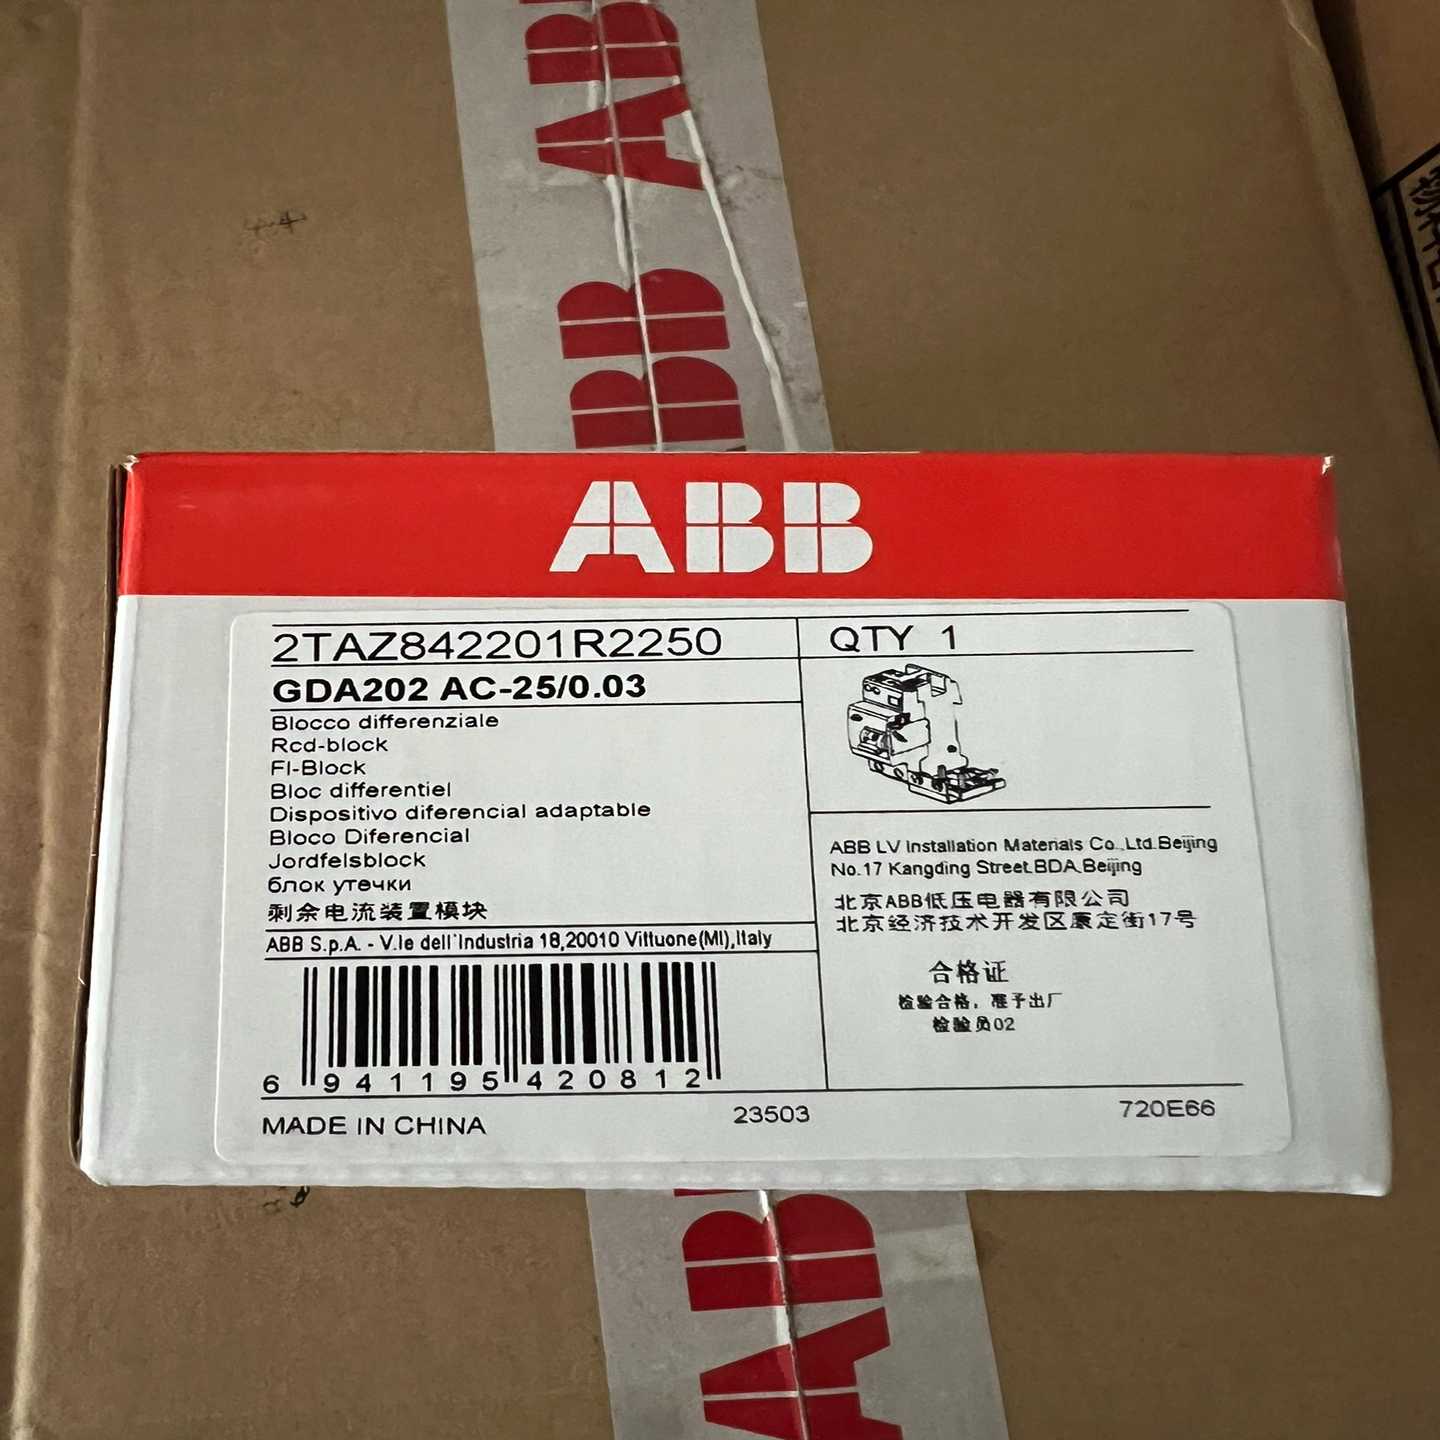 ABB
ABB
ABB
2TAZ842201R2250
QTY 1
GDA202 AC-25/0.03
Blocco differenziale
Rcd-block
FI-Block
Bloc differentiel
Dispositivo diferencial adaptable
Bloco Diferencial
Jordfelsblock
блок утечки
剩余电流装置模块
ABB S.p.A. - V.le dell'Industria 18,20010 Vittuone(MI),Italy
ABB LV Installation Materials Co.,Ltd.Beijing
No.17 Kangding Street.BDA.Beijing
北京ABB低压电器有限公司
北京经济技术开发区康定街17号
合格证
检验合格，准予出厂
检验员02
6 941195 420812
MADE IN CHINA
23503
720E66
ABB